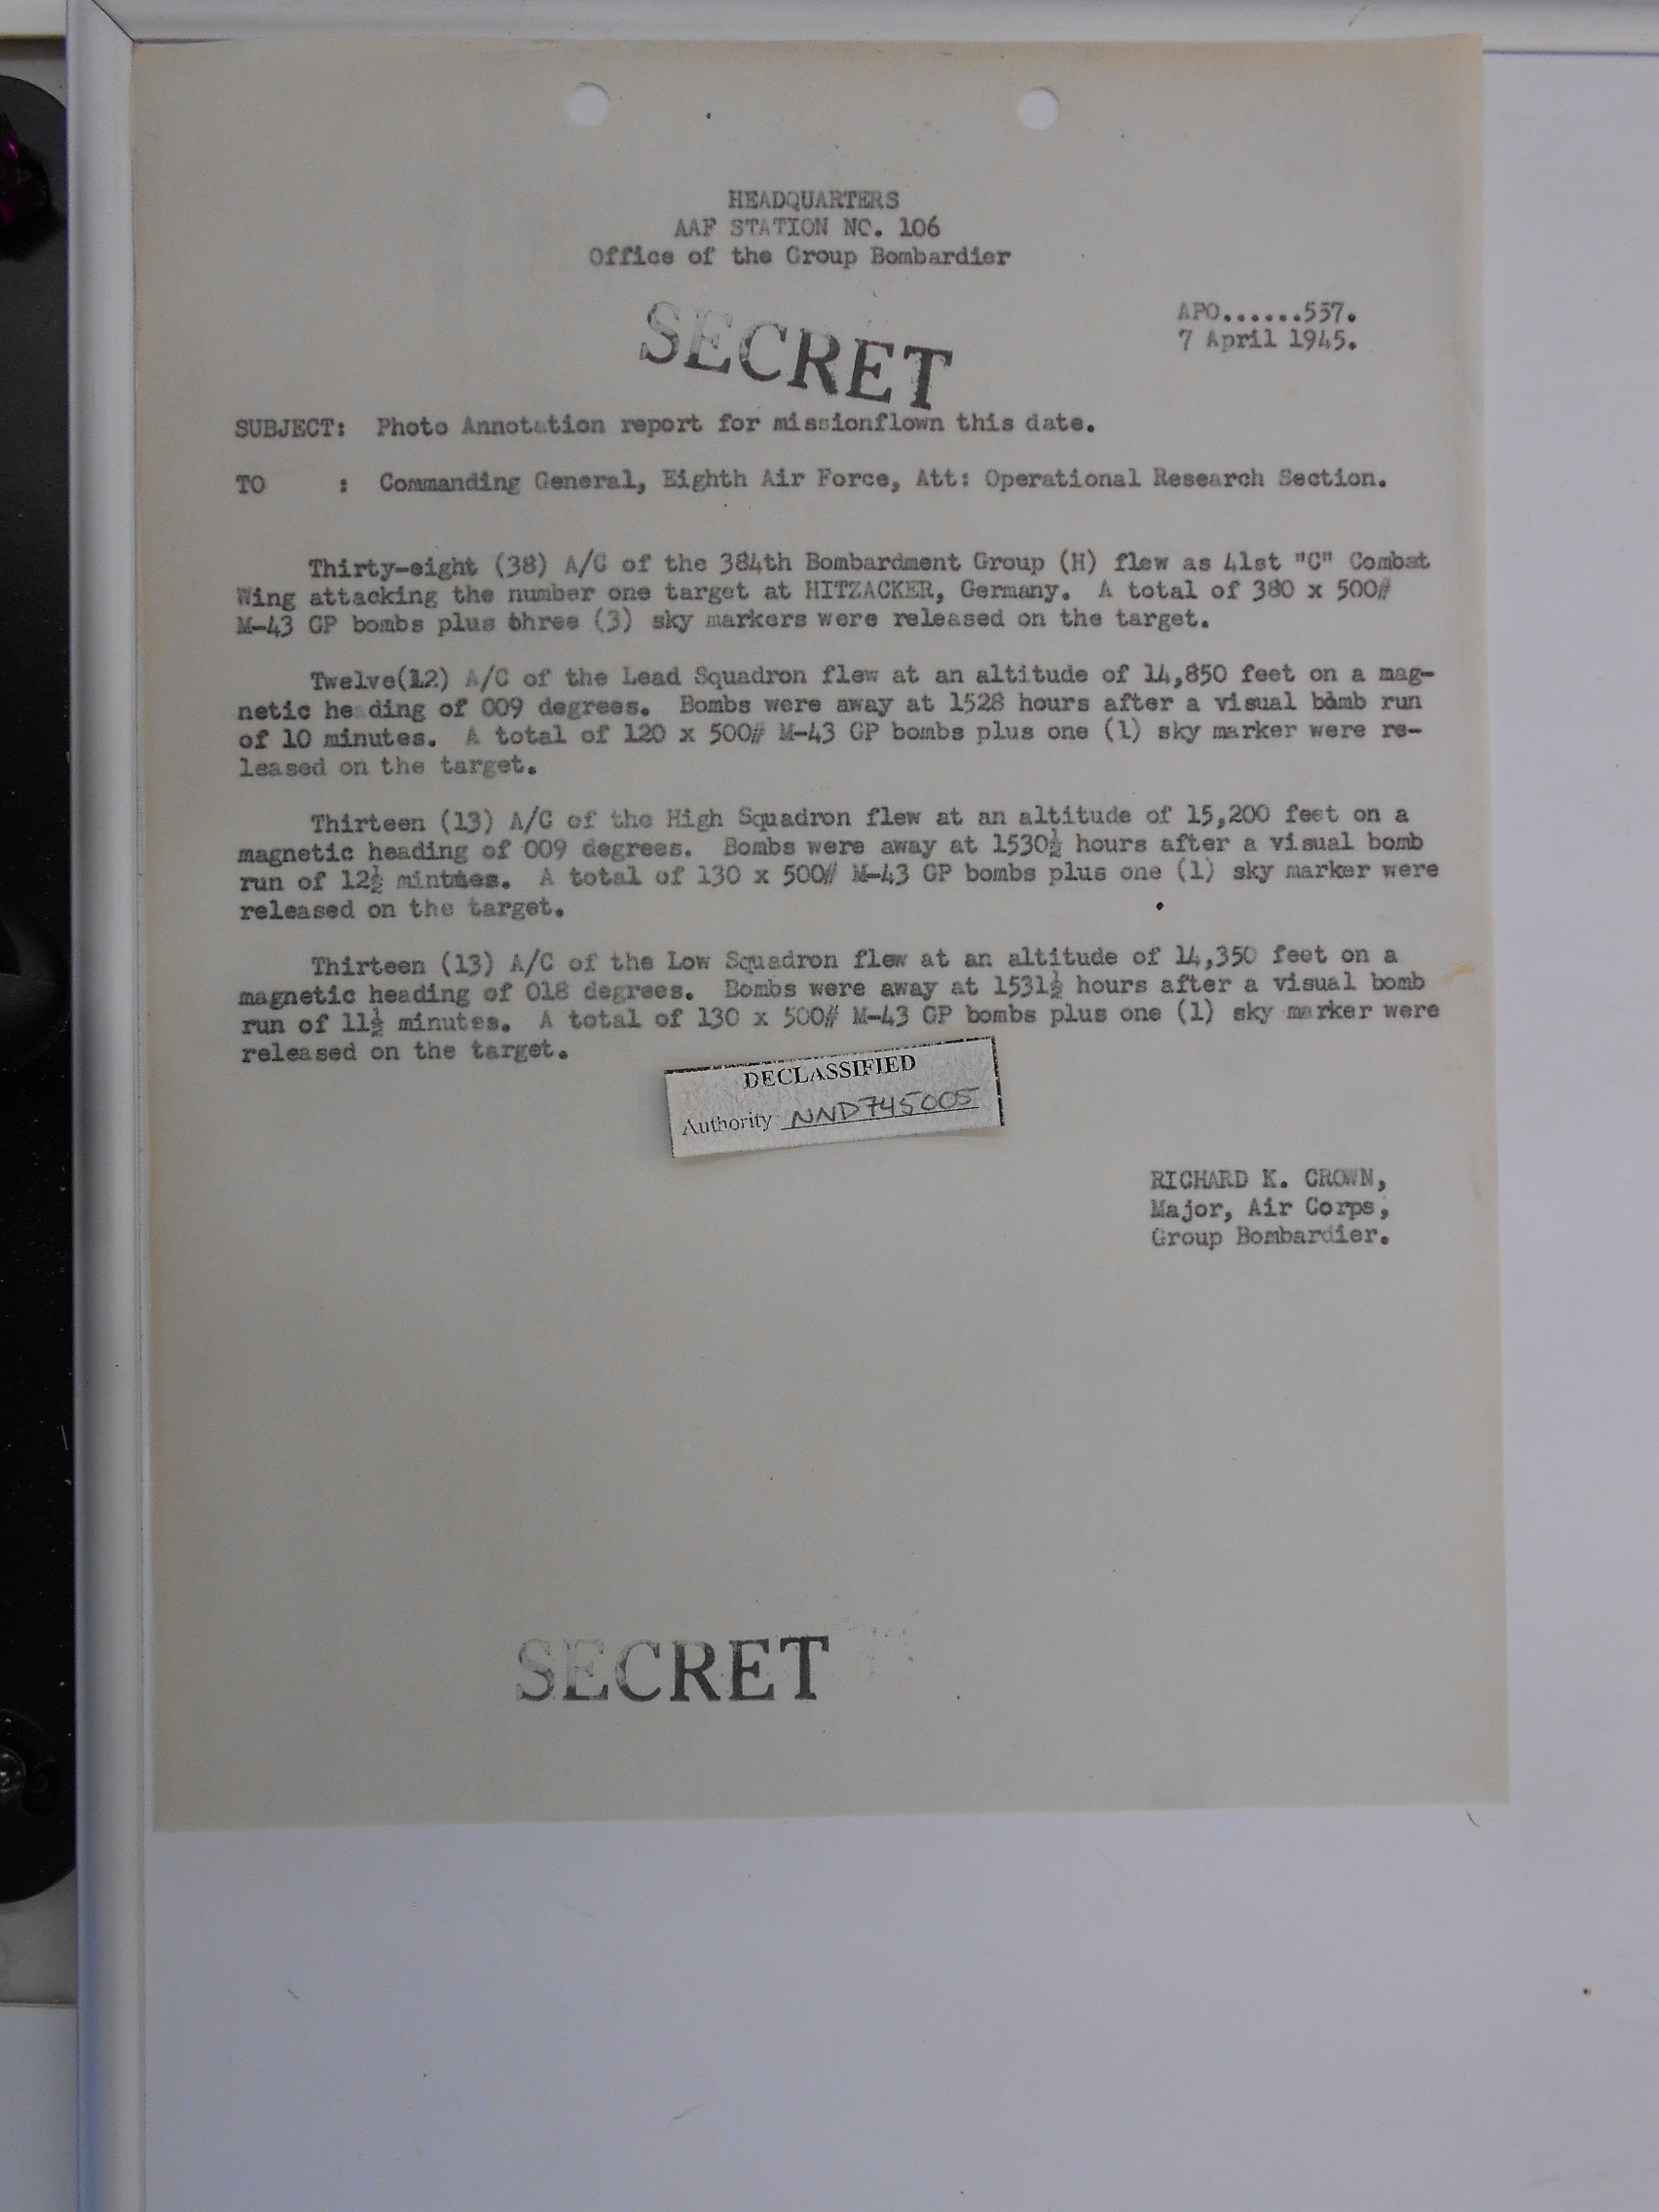 HEADQUARTERS
AAF STATION NO. 106
Office of the Group Bombardier
APO......557.
7 April 1945.
SECRET
SUBJECT: Photo Annotation report for missionflown this date.
TO : Commanding General, Eighth Air Force, Att: Operational Research Section.
Thirty-eight (38) A/C of the 384th Bombardment Group (H) flew as 41st "C" Combat
Wing attacking the number one target at HITZACKER, Germany. A total of 380 x 500#
M-43 GP bombs plus three (3) sky markers were released on the target.
Twelve(12) A/C of the Lead Squadron flew at an altitude of 14,850 feet on a mag-
netic heading of 009 degrees. Bombs were away at 1528 hours after a visual bomb run
of 10 minutes. A total of 120 x 500# M-43 GP bombs plus one (1) sky marker were re-
leased on the target.
Thirteen (13) A/C of the High Squadron flew at an altitude of 15,200 feet on a
magnetic heading of 009 degrees. Bombs were away at 1530½ hours after a visual bomb
run of 12½ mintues. A total of 130 x 500# M-43 GP bombs plus one (1) sky marker were
released on the target.
Thirteen (13) A/C of the Low Squadron flew at an altitude of 14,350 feet on a
magnetic heading of 018 degrees. Bombs were away at 1531½ hours after a visual bomb
run of 11½ minutes. A total of 130 x 500# M-43 GP bombs plus one (1) sky marker were
released on the target.
DECLASSIFIED
Authority NND745005
RICHARD K. CROWN,
Major, Air Corps,
Group Bombardier.
SECRET